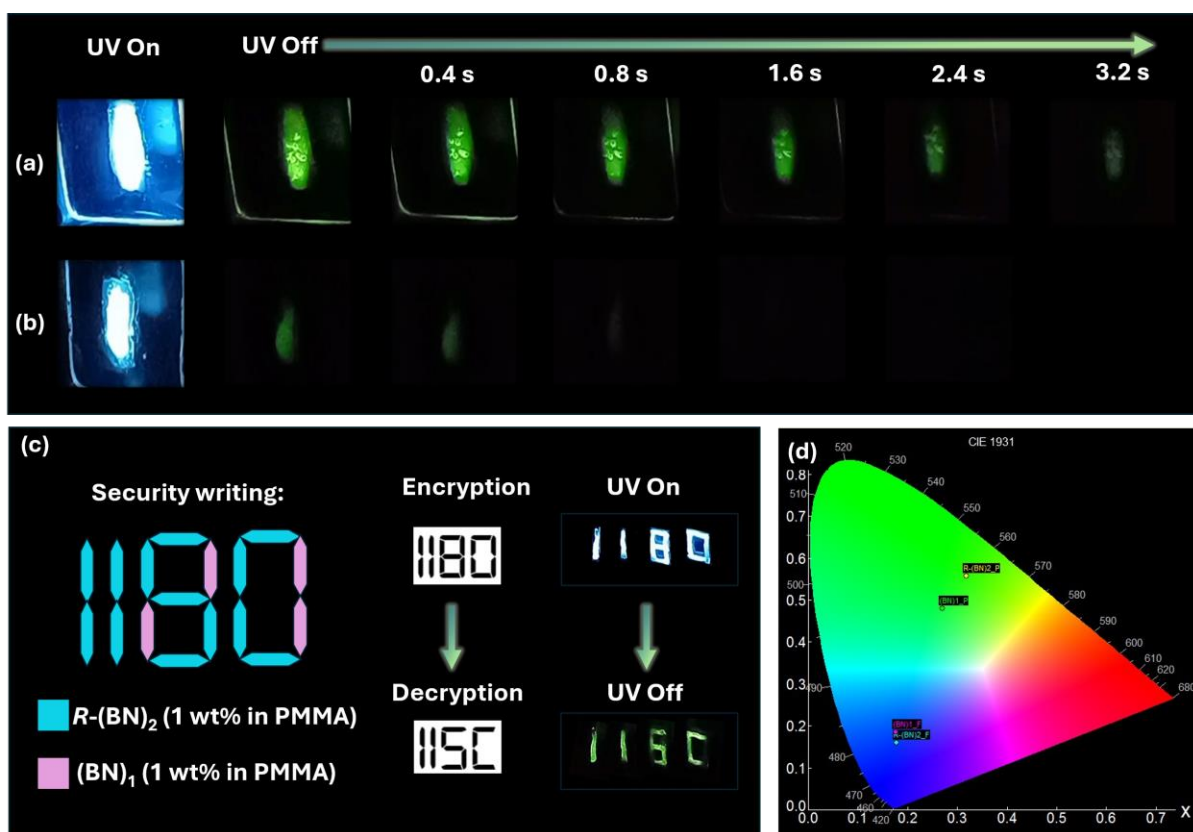 UV On UV Off
0.4 s 0.8 s 1.6 s 2.4 s 3.2 s
(a)
(b)
(c)
Security writing:
1180
R-(BN)₂ (1 wt% in PMMA)
(BN)₁ (1 wt% in PMMA)
Encryption
1180
Decryption
115C
UV On
1180
UV Off
115C
(d)
CIE 1931
520
530
540
550
560
570
580
590
600
610
620
680
510
500
490
480
470
460
420
0.8
0.7
0.6
0.5
0.4
0.3
0.2
0.1
0.0
0.0 0.1 0.2 0.3 0.4 0.5 0.6 0.7 X
R-(BN)2_P
(BN)1_P
(BN)1_F
R-(BN)2_F